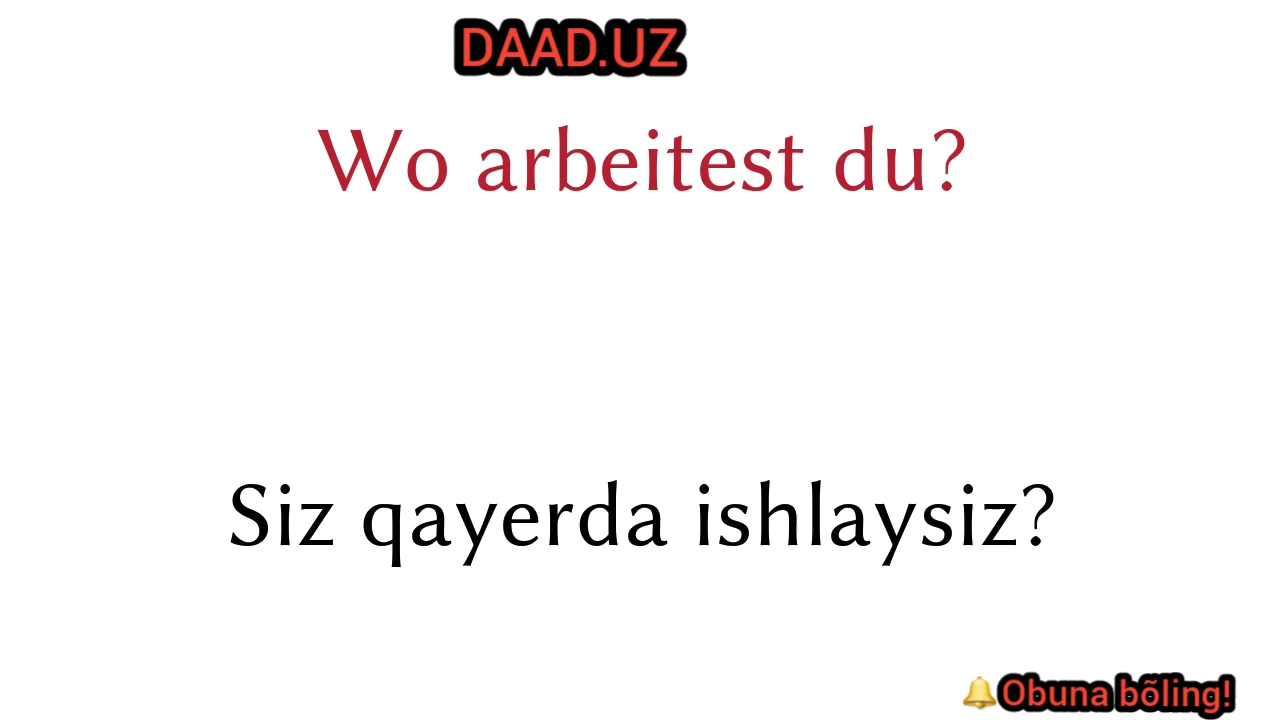 DAAD.UZ
Wo arbeitest du?
Siz qayerda ishlaysiz?
🔔Obuna bõling!